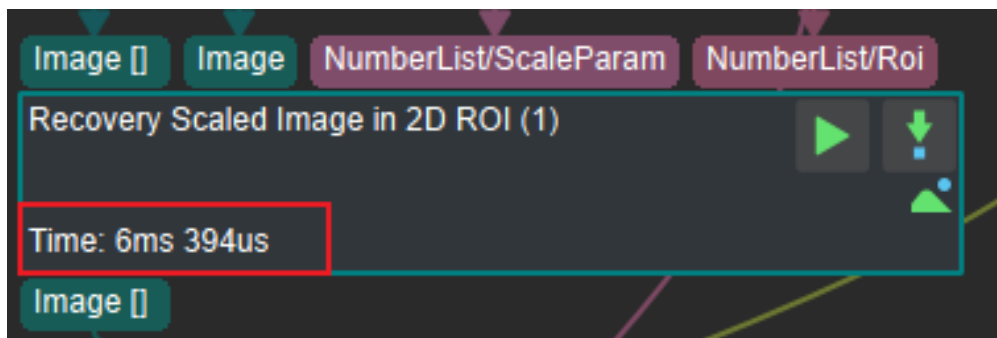 Image [] Image NumberList/ScaleParam NumberList/Roi
Recovery Scaled Image in 2D ROI (1)
Time: 6ms 394us
Image []